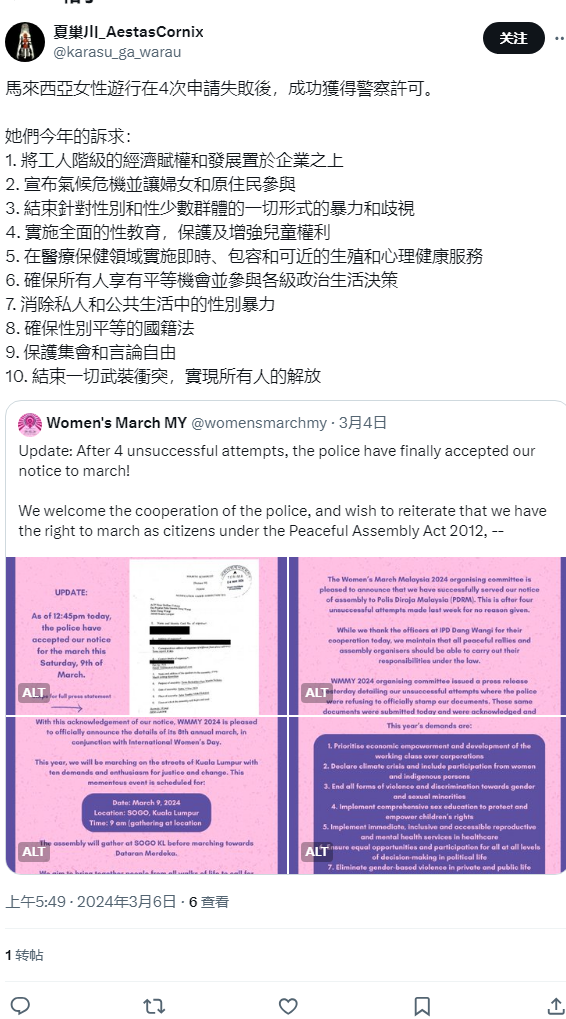 夏巢川_AestasCornix
@karasu_ga_warau
关注
馬來西亞女性遊行在4次申請失敗後，成功獲得警察許可。
她們今年的訴求：
1. 將工人階級的經濟賦權和發展置於企業之上
2. 宣布氣候危機並讓婦女和原住民參與
3. 結束針對性別和性少數群體的一切形式的暴力和歧視
4. 實施全面的性教育，保護及增強兒童權利
5. 在醫療保健領域實施即時、包容和可近的生殖和心理健康服務
6. 確保所有人享有平等機會並參與各級政治生活決策
7. 消除私人和公共生活中的性別暴力
8. 確保性別平等的國籍法
9. 保護集會和言論自由
10. 結束一切武裝衝突，實現所有人的解放
Women's March MY @womensmarchmy · 3月4日
Update: After 4 unsuccessful attempts, the police have finally accepted our
notice to march!
We welcome the cooperation of the police, and wish to reiterate that we have
the right to march as citizens under the Peaceful Assembly Act 2012, --
UPDATE:
As of 12:45pm today,
the police have
accepted our notice
for the march this
Saturday, 9th of
March.
for full press statement
ALT
The Women's March Malaysia 2024 organising committee is
pleased to announce that we have successfully served our notice
of assembly to Polis Diraja Malaysia (PDRM). This is after four
unsuccessful attempts made last week for no reason given.
While we thank the officers at IPD Dang Wangi for their
cooperation today, we maintain that all peaceful rallies and
assembly organisers should be able to carry out their
responsibilities under the law.
WMMY 2024 organising committee issued a press release
yesterday detailing our unsuccessful attempts where the police
were refusing to officially stamp our documents. These same
documents were submitted today and were acknowledged and
ALT
With this acknowledgement of our notice, WMMY 2024 is pleased
to officially announce the details of its 8th annual march, in
conjunction with International Women's Day.
This year, we will be marching on the streets of Kuala Lumpur with
ten demands and enthusiasm for justice and change. This
momentous event is scheduled for:
Date: March 9, 2024
Location: SOGO, Kuala Lumpur
Time: 9 am (gathering at location
The assembly will gather at SOGO KL before marching towards
Dataran Merdeka.
We aim to bring together people from all walks of life to call for
ALT
This year's demands are:
1. Prioritise economic empowerment and development of the
working class over corporations
2. Declare climate crisis and include participation from women
and indigenous persons
3. End all forms of violence and discrimination towards gender
and sexual minorities
4. Implement comprehensive sex education to protect and
empower children's rights
5. Implement immediate, inclusive and accessible reproductive
and mental health services in healthcare
Ensure equal opportunities and participation for all at all levels
of decision-making in political life
7. Eliminate gender-based violence in private and public life
ALT
上午5:49 · 2024年3月6日 · 6 查看
1 转帖